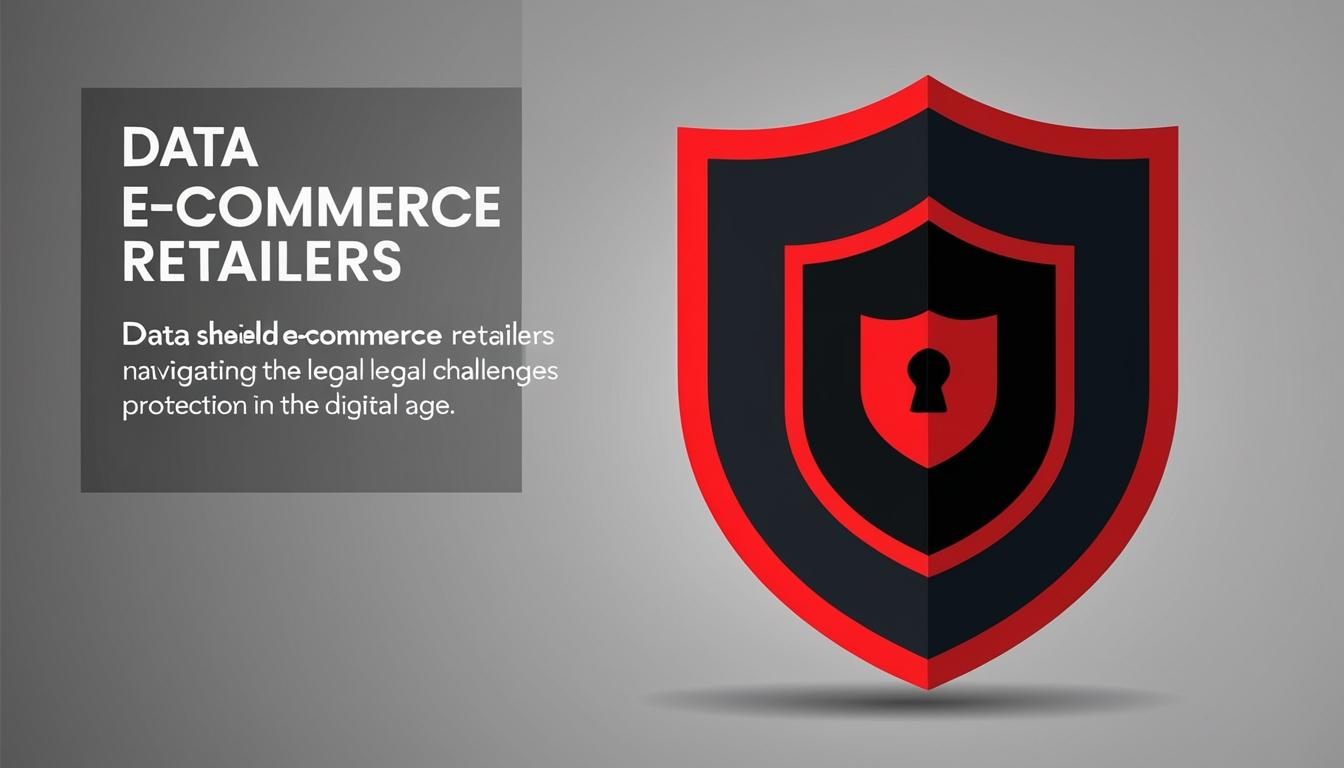 DATA
E-COMMERCE
RETAILERS
Data sheield e-commerce retailers
navigating the legal legal challenges
protection in the digital age.